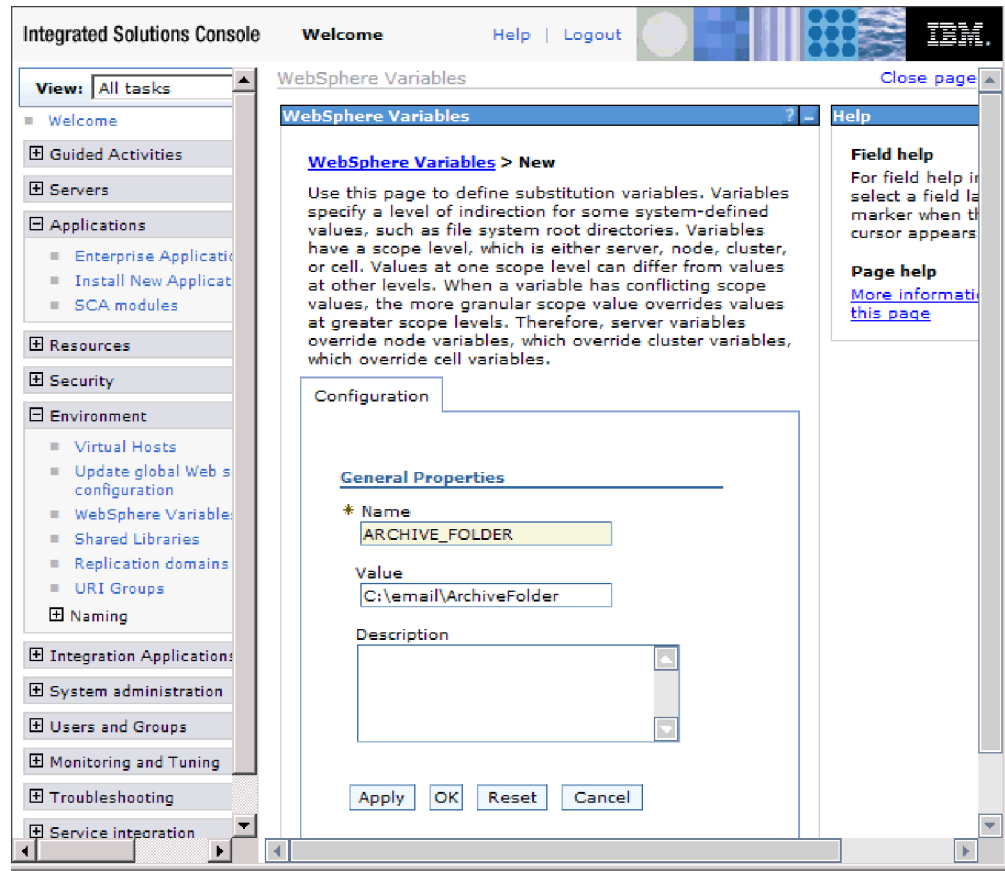 Integrated Solutions Console Welcome Help | Logout IBM.
View: All tasks
Welcome
Guided Activities
Servers
Applications
Enterprise Applicatio
Install New Applicat
SCA modules
Resources
Security
Environment
Virtual Hosts
Update global Web s
configuration
WebSphere Variable
Shared Libraries
Replication domains
URI Groups
Naming
Integration Applications
System administration
Users and Groups
Monitoring and Tuning
Troubleshooting
Service integration
WebSphere Variables Close page
WebSphere Variables ? -
WebSphere Variables > New
Use this page to define substitution variables. Variables
specify a level of indirection for some system-defined
values, such as file system root directories. Variables
have a scope level, which is either server, node, cluster,
or cell. Values at one scope level can differ from values
at other levels. When a variable has conflicting scope
values, the more granular scope value overrides values
at greater scope levels. Therefore, server variables
override node variables, which override cluster variables,
which override cell variables.
Configuration
General Properties
* Name
ARCHIVE_FOLDER
Value
C:\email\ArchiveFolder
Description
Apply OK Reset Cancel
Help
Field help
For field help in
select a field la
marker when th
cursor appears
Page help
More informati
this page